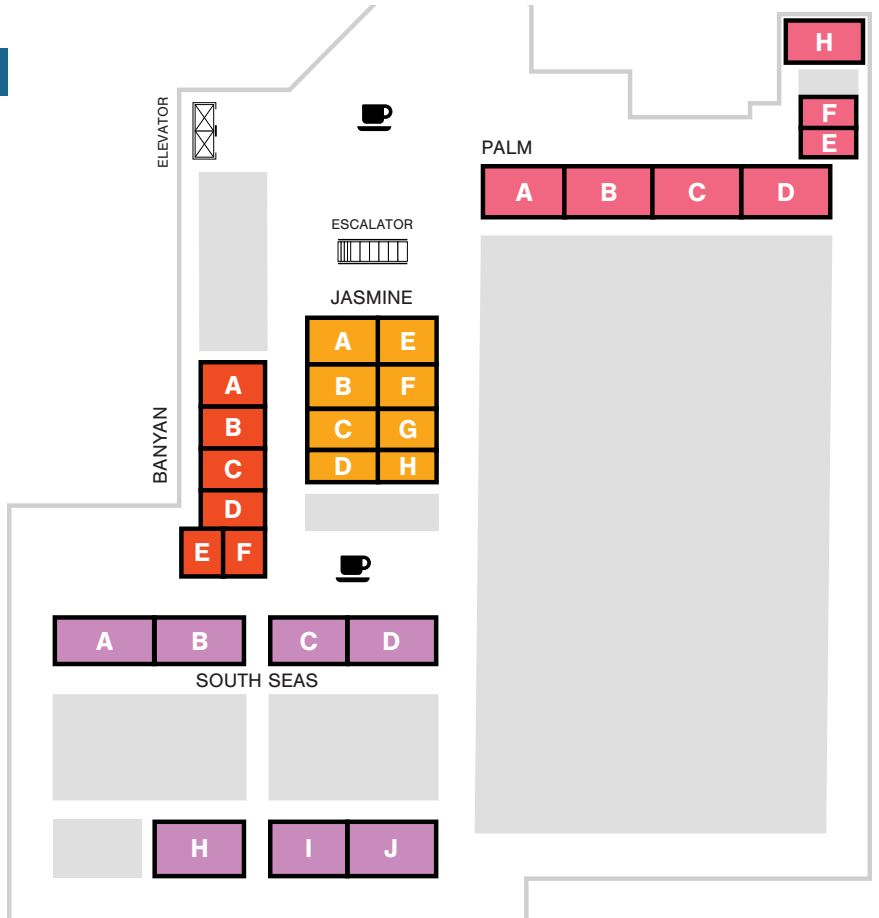 H
F
E
PALM
A B C D
ELEVATOR
ESCALATOR
JASMINE
A E
B F
C G
D H
BANYAN
A
B
C
D
E F
A B C D
SOUTH SEAS
H I J